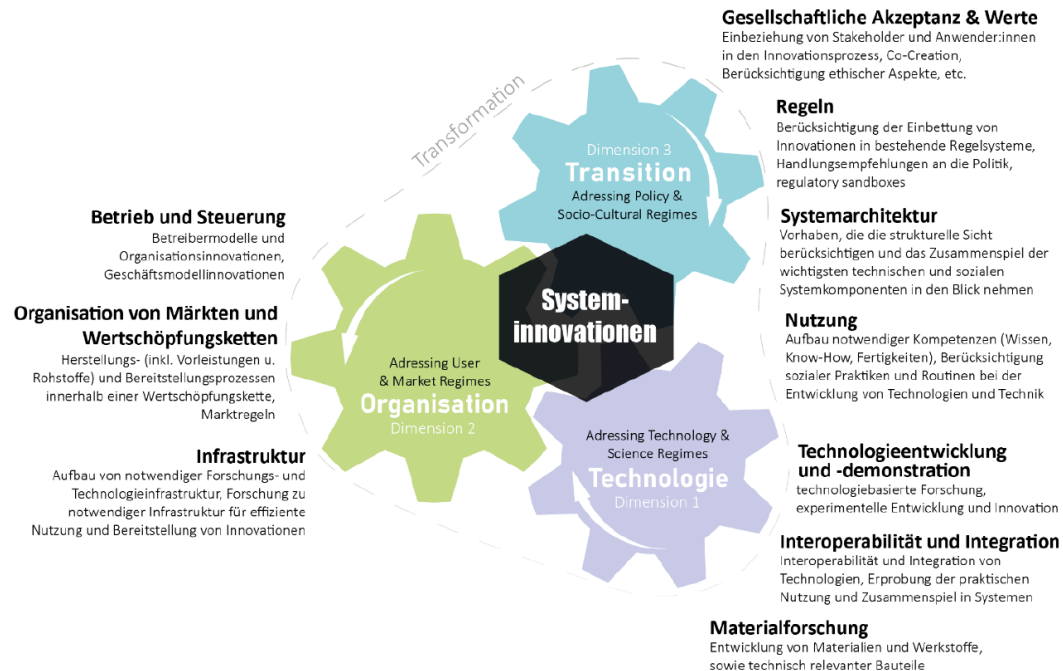 Gesellschaftliche Akzeptanz & Werte
Einbeziehung von Stakeholder und Anwender:innen
in den Innovationsprozess, Co-Creation,
Berücksichtigung ethischer Aspekte, etc.
Regeln
Berücksichtigung der Einbettung von
Innovationen in bestehende Regelsysteme,
Handlungsempfehlungen an die Politik,
regulatory sandboxes
Systemarchitektur
Vorhaben, die die strukturelle Sicht
berücksichtigen und das Zusammenspiel der
wichtigsten technischen und sozialen
Systemkomponenten in den Blick nehmen
Nutzung
Aufbau notwendiger Kompetenzen (Wissen,
Know-How, Fertigkeiten), Berücksichtigung
sozialer Praktiken und Routinen bei der
Entwicklung von Technologien und Technik
Technologieentwicklung
und -demonstration
technologiebasierte Forschung,
experimentelle Entwicklung und Innovation
Interoperabilität und Integration
Interoperabilität und Integration von
Technologien, Erprobung der praktischen
Nutzung und Zusammenspiel in Systemen
Materialforschung
Entwicklung von Materialien und Werkstoffe,
sowie technisch relevanter Bauteile
Betrieb und Steuerung
Betreibermodelle und
Organisationsinnovationen,
Geschäftsmodellinnovationen
Organisation von Märkten und
Wertschöpfungsketten
Herstellungs- (inkl. Vorleistungen u.
Rohstoffe) und Bereitstellungsprozessen
innerhalb einer Wertschöpfungskette,
Marktregeln
Infrastruktur
Aufbau von notwendiger Forschungs- und
Technologieinfrastruktur, Forschung zu
notwendiger Infrastruktur für effiziente
Nutzung und Bereitstellung von Innovationen
Transformation
Dimension 3
Transition
Adressing Policy &
Socio-Cultural Regimes
System-
innovationen
Adressing User
& Market Regimes
Organisation
Dimension 2
Adressing Technology &
Science Regimes
Technologie
Dimension 1